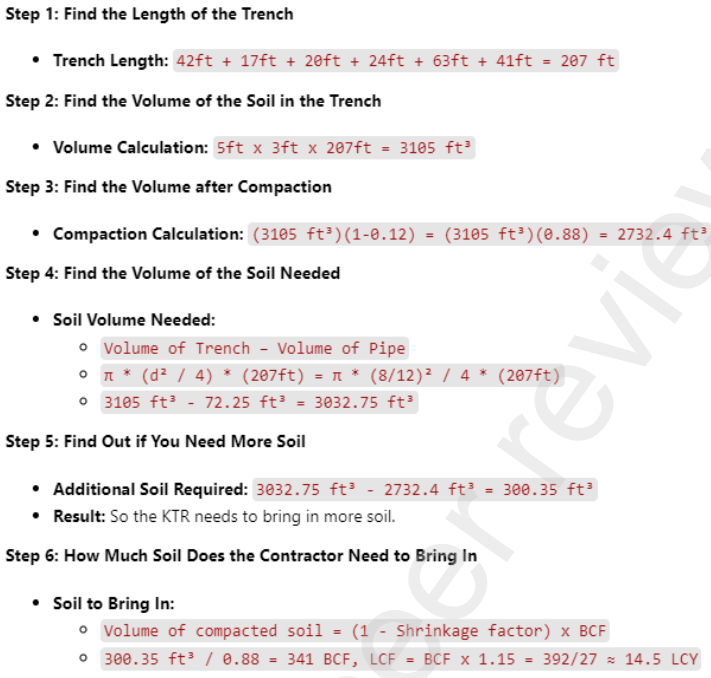 Step 1: Find the Length of the Trench
• Trench Length: 42ft + 17ft + 20ft + 24ft + 63ft + 41ft = 207 ft
Step 2: Find the Volume of the Soil in the Trench
• Volume Calculation: 5ft x 3ft x 207ft = 3105 ft³
Step 3: Find the Volume after Compaction
• Compaction Calculation: (3105 ft³)(1-0.12) = (3105 ft³)(0.88) = 2732.4 ft³
Step 4: Find the Volume of the Soil Needed
• Soil Volume Needed:
○ Volume of Trench – Volume of Pipe
○ π * (d² / 4) * (207ft) = π * (8/12)² / 4 * (207ft)
○ 3105 ft³ - 72.25 ft³ = 3032.75 ft³
Step 5: Find Out if You Need More Soil
• Additional Soil Required: 3032.75 ft³ - 2732.4 ft³ = 300.35 ft³
• Result: So the KTR needs to bring in more soil.
Step 6: How Much Soil Does the Contractor Need to Bring In
• Soil to Bring In:
○ Volume of compacted soil = (1 - Shrinkage factor) x BCF
○ 300.35 ft³ / 0.88 = 341 BCF, LCF = BCF x 1.15 = 392/27 ≈ 14.5 LCY
eer review